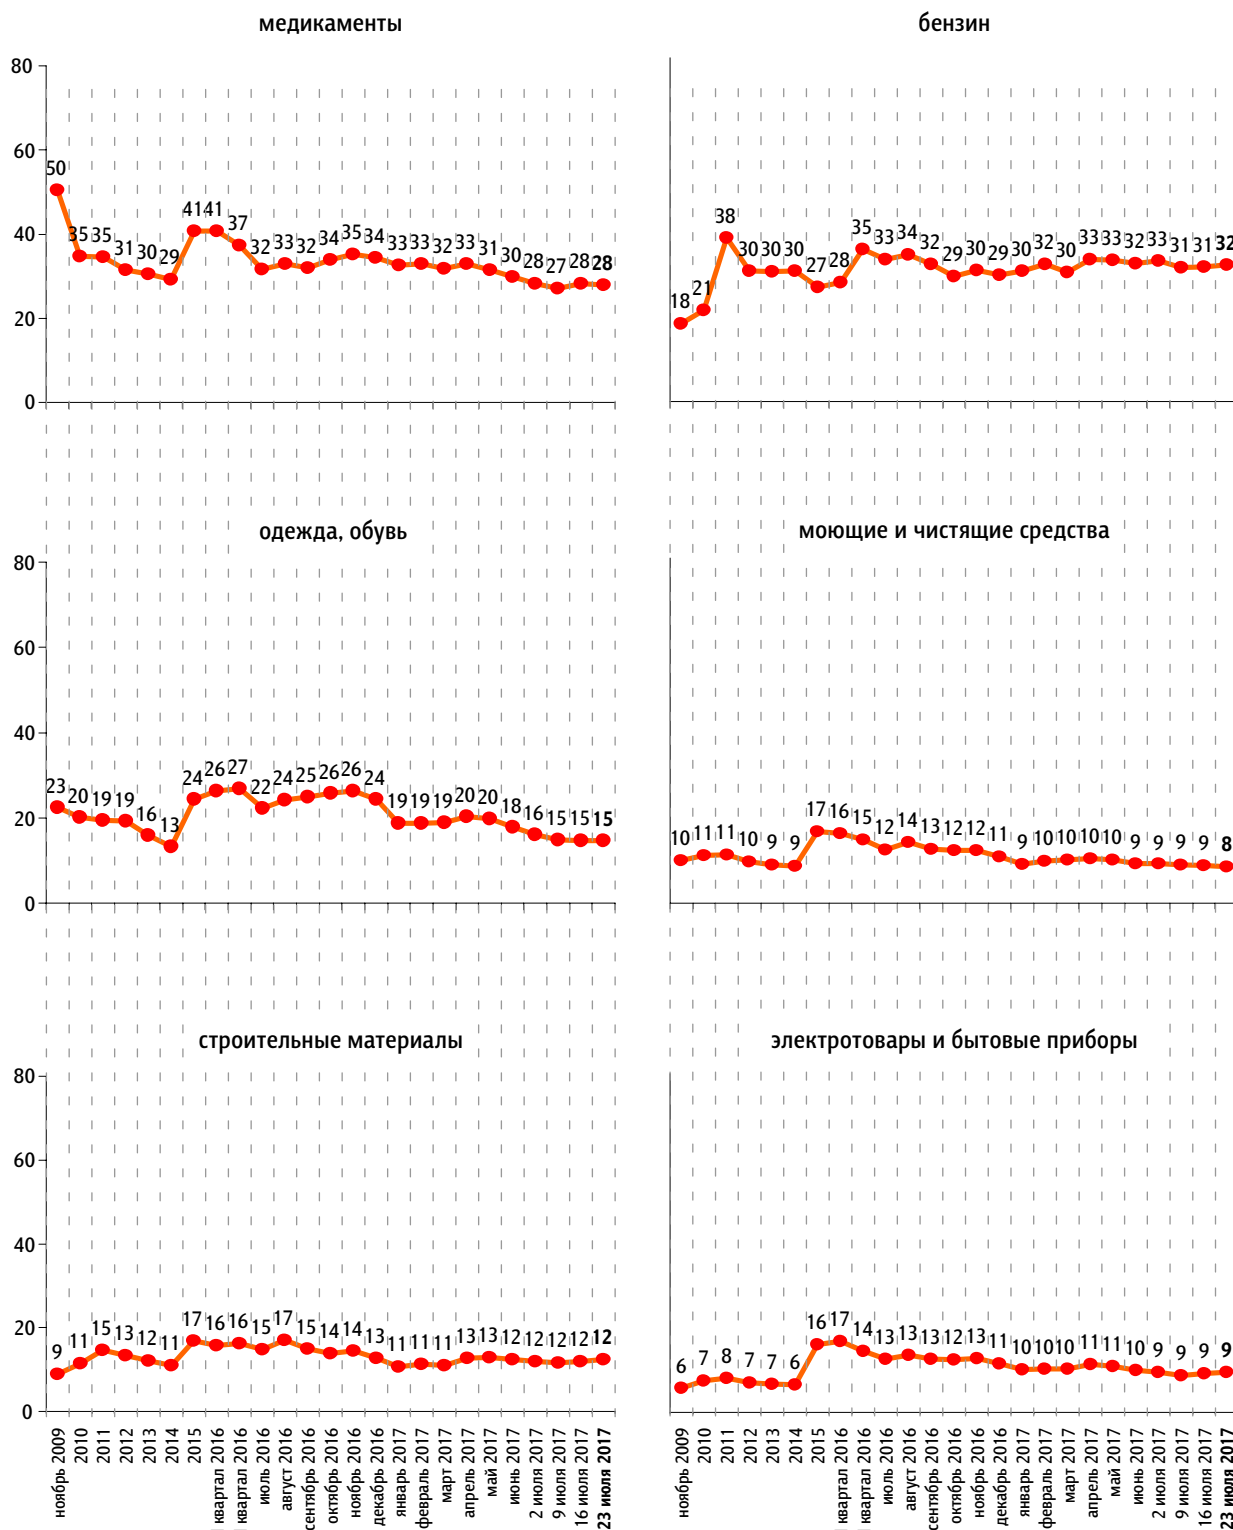 медикаменты
бензин
80
60
40
20
0
50 35 35 31 30 29 41 41 37 32 33 32 34 35 34 33 33 32 33 31 30 28 27 28 28
18 21 38 30 30 30 27 28 35 33 34 32 29 30 29 30 32 30 33 33 32 33 31 31 32
одежда, обувь
моющие и чистящие средства
80
60
40
20
0
23 20 19 19 16 13 24 26 27 22 24 25 26 26 24 19 19 19 20 20 18 16 15 15 15
10 11 11 10 9 9 17 16 15 12 14 13 12 12 11 9 10 10 10 10 9 9 9 9 8
строительные материалы
электротовары и бытовые приборы
80
60
40
20
0
9 11 15 13 12 11 17 16 16 15 17 15 14 14 13 11 11 11 13 13 12 12 12 12 12
6 7 8 7 7 6 16 17 14 13 13 13 12 13 11 10 10 10 11 11 10 9 9 9 9
ноябрь 2009
2010
2011
2012
2013
2014
2015
I квартал 2016
I квартал 2016
июль 2016
август 2016
сентябрь 2016
октябрь 2016
ноябрь 2016
декабрь 2016
январь 2017
февраль 2017
март 2017
апрель 2017
май 2017
июнь 2017
2 июля 2017
9 июля 2017
16 июля 2017
23 июля 2017
ноябрь 2009
2010
2011
2012
2013
2014
2015
I квартал 2016
I квартал 2016
июль 2016
август 2016
сентябрь 2016
октябрь 2016
ноябрь 2016
декабрь 2016
январь 2017
февраль 2017
март 2017
апрель 2017
май 2017
июнь 2017
2 июля 2017
9 июля 2017
16 июля 2017
23 июля 2017